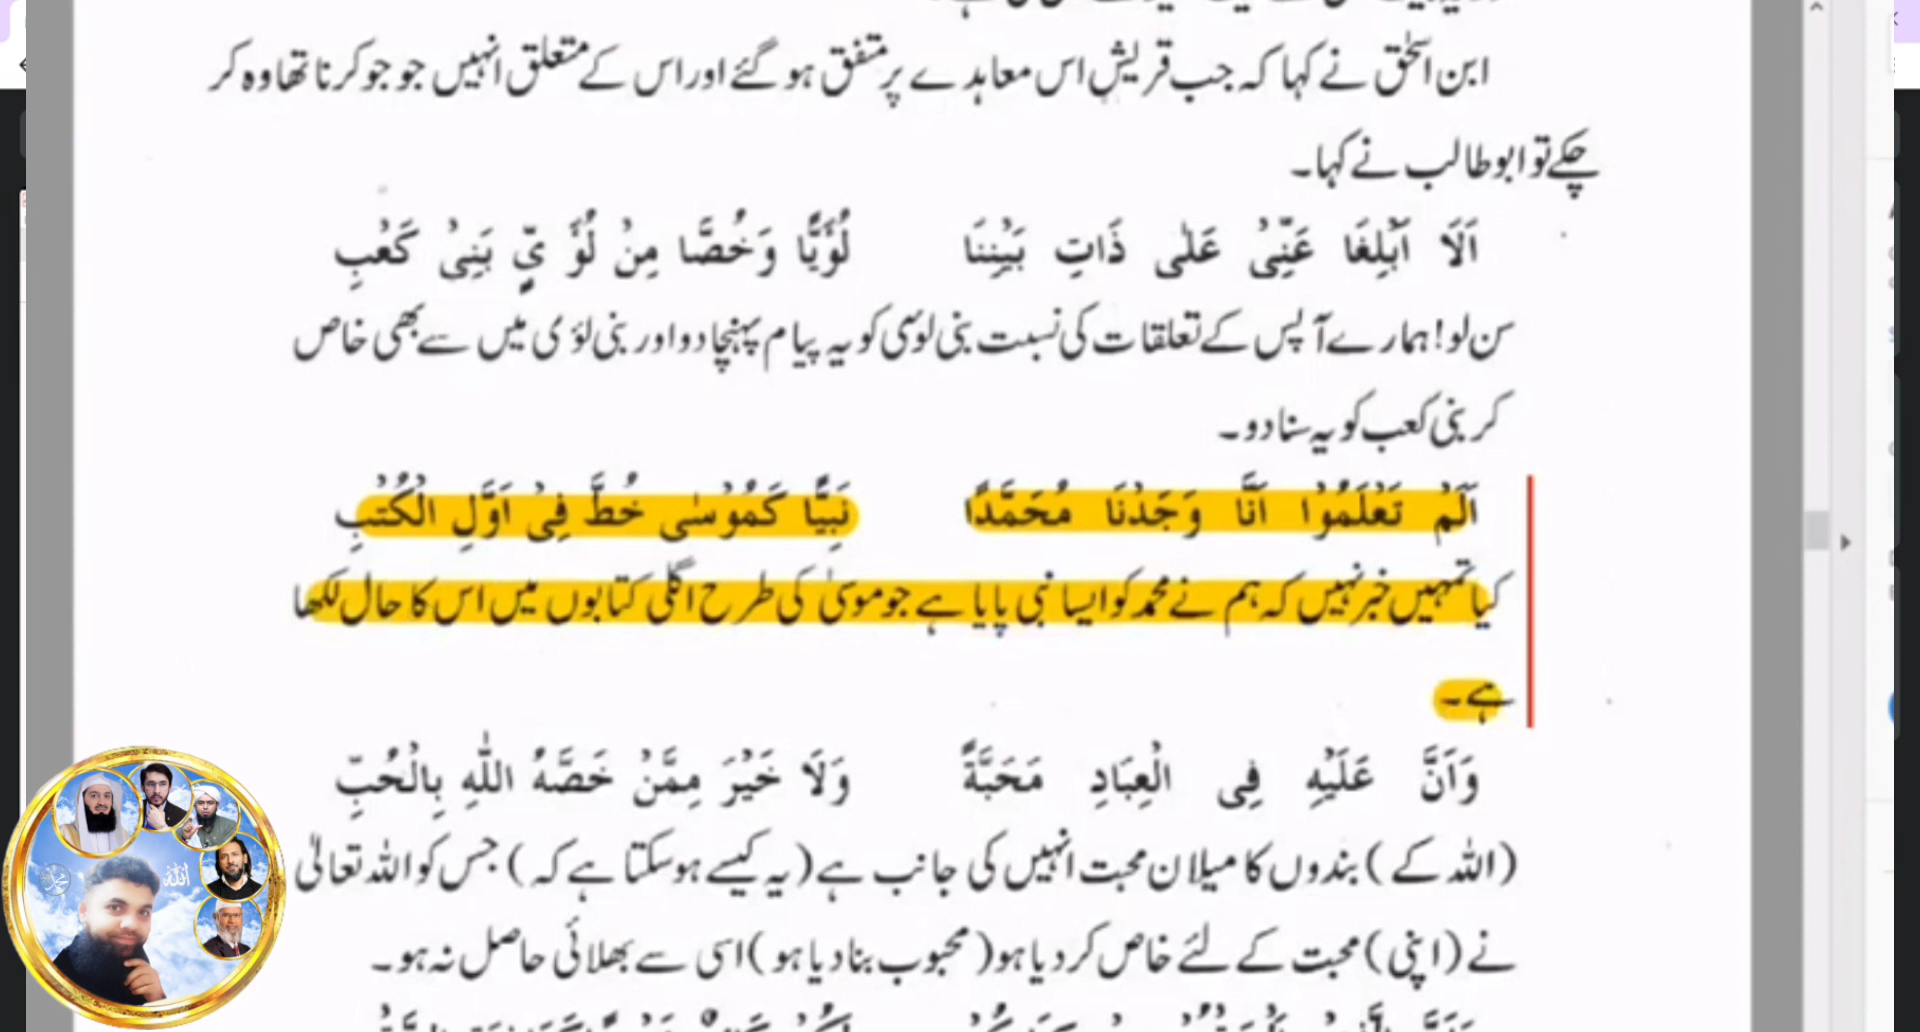 ابن اسحٰق نے کہا کہ جب قریش اس معاہدے پر متفق ہو گئے اور اس کے متعلق انہیں جو جو کرنا تھا وہ کر
چکے تو ابو طالب نے کہا۔
اَلَا اَبْلِغَا عَنِّیْ عَلٰی ذَاتِ بَیْنِنَا لُؤَیًّا وَخُصَّا مِنْ لُؤَیٍّ بَنِیْ کَعْبِ
سن لو! ہمارے آپس کے تعلقات کی نسبت بنی لوئی کو یہ پیام پہنچا دو اور بنی لؤی میں سے بھی خاص
کر بنی کعب کو یہ سنا دو۔
اَلَمْ تَعْلَمُوْا اَنَّا وَجَدْنَا مُحَمَّدًا نَبِیًّا کَمُوْسٰی خُطَّ فِیْ اَوَّلِ الْکُتُبِ
کیا تمہیں خبر نہیں کہ ہم نے محمد کو ایسا نبی پایا ہے جو موسیٰ کی طرح اگلی کتابوں میں اس کا حال لکھا
ہے۔
وَاَنَّ عَلَیْهِ فِی الْعِبَادِ مَحَبَّةً وَلَا خَیْرَ مِمَّنْ خَصَّهُ اللّٰهِ بِالْحُبِّ
(اللہ کے) بندوں کا میلان محبت انہیں کی جانب ہے (یہ کیسے ہو سکتا ہے کہ) جس کو اللہ تعالیٰ
نے (اپنی) محبت کے لئے خاص کر دیا ہو (محبوب بنا دیا ہو) اسی سے بھلائی حاصل نہ ہو۔
الله
محمد